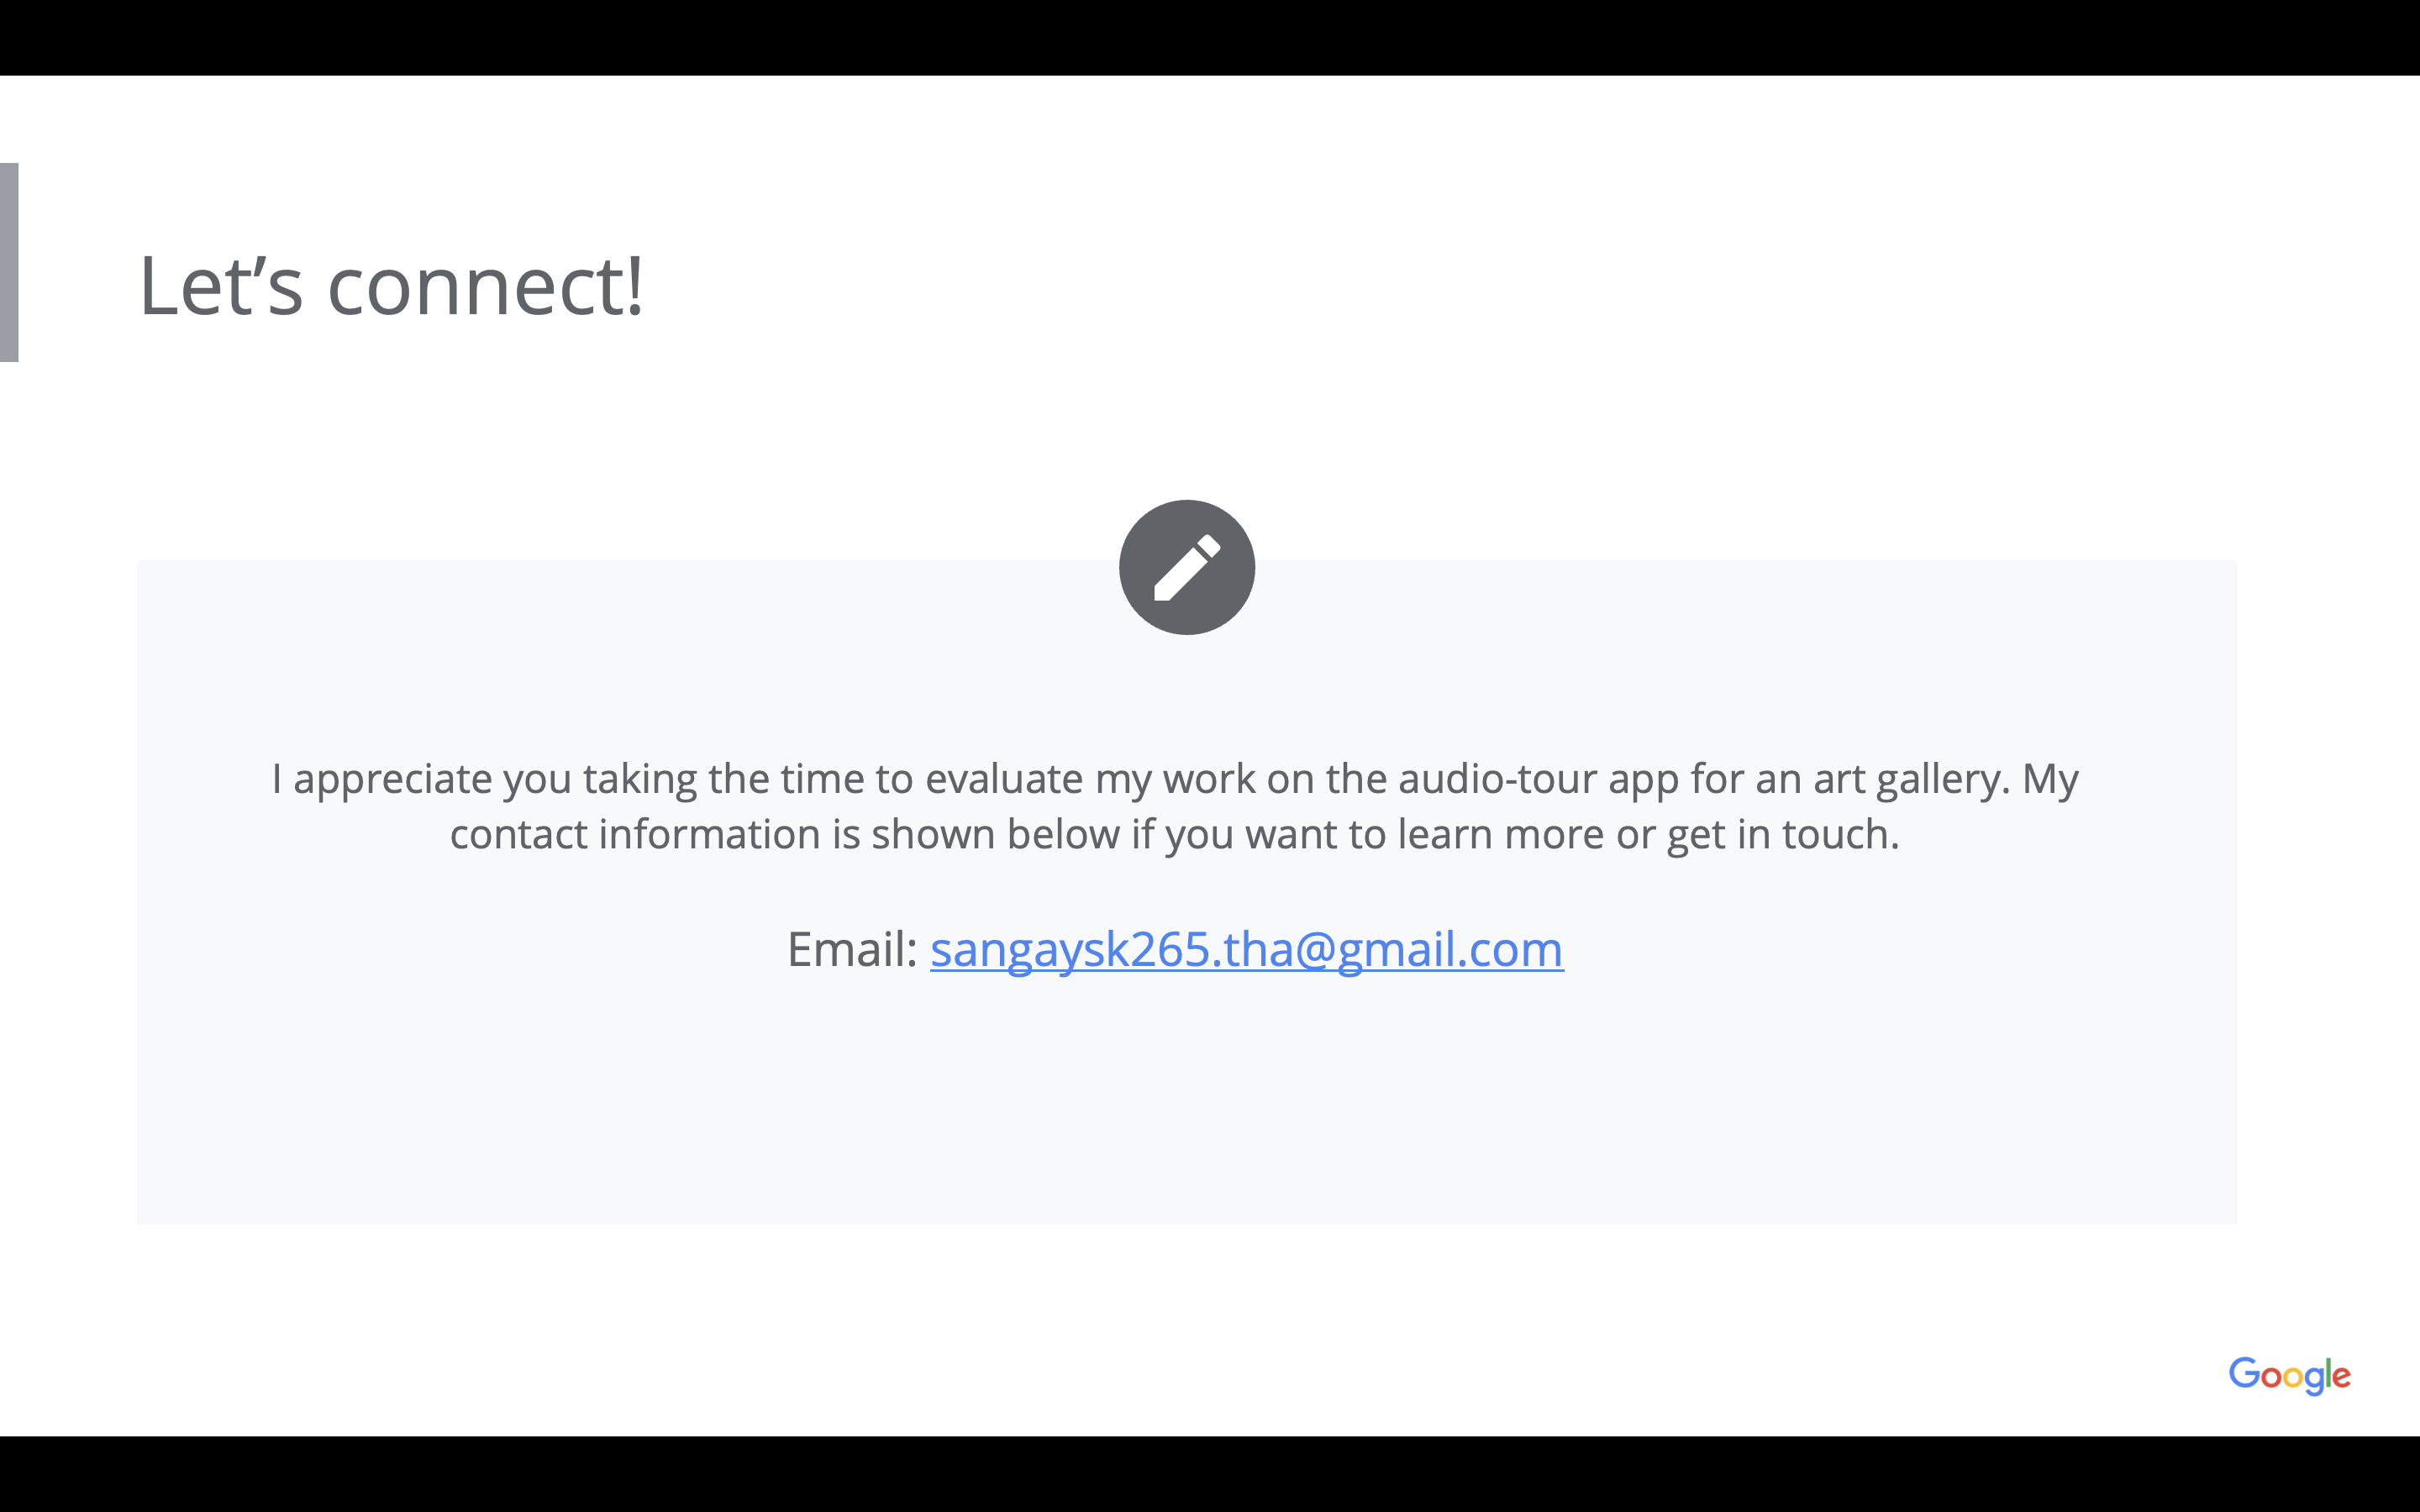 Let’s connect!
I appreciate you taking the time to evaluate my work on the audio-tour app for an art gallery. My
contact information is shown below if you want to learn more or get in touch.
Email: sangaysk265.tha@gmail.com
Google